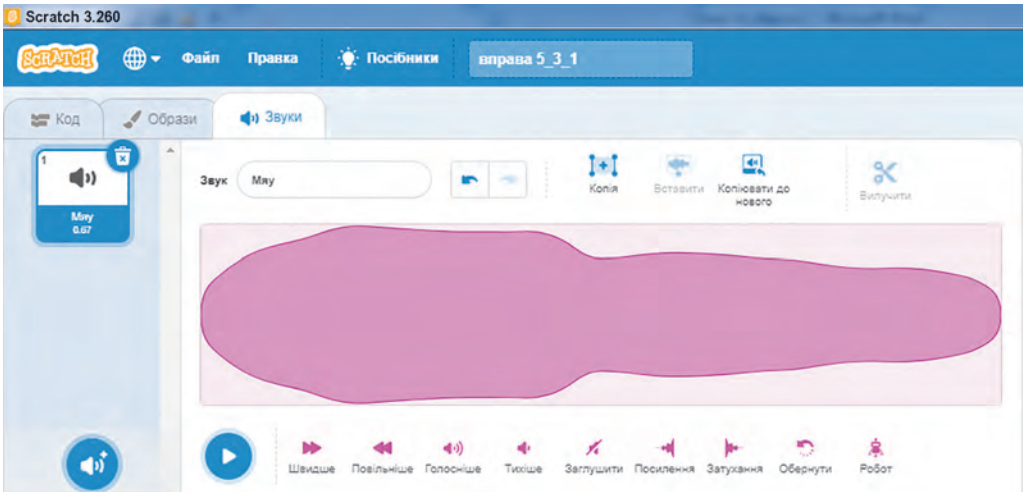 Scratch 3.260
SCRATCH Файл Правка Посібники вправа 5_3_1
Код Образи Звуки
1
Мяу
0.67
Звук Мяу
Копія Вставити Копіювати до нового Вилучити
Швидше Повільніше Голосніше Тихіше Заглушити Посилення Затухання Обернути Робот